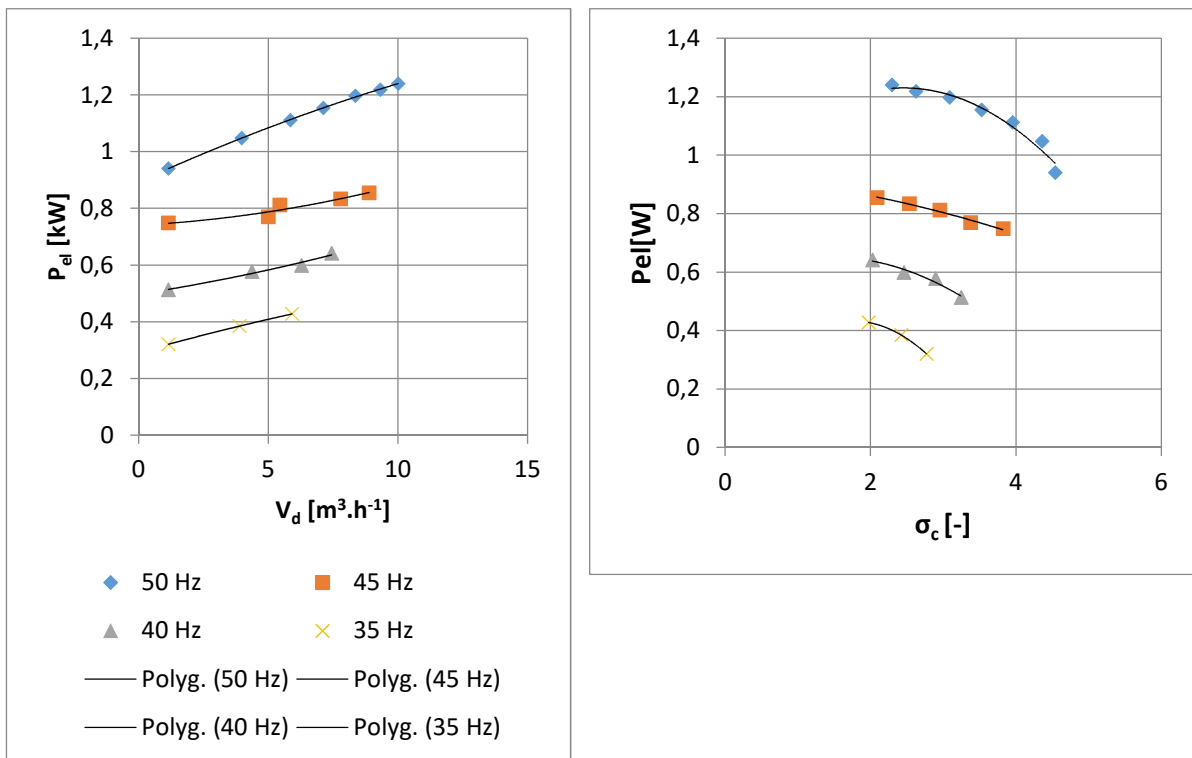 1,4
1,2
1
0,8
0,6
0,4
0,2
0
P_el [kW]
0 5 10 15
V_d [m³.h⁻¹]
50 Hz 45 Hz
40 Hz 35 Hz
Polyg. (50 Hz) Polyg. (45 Hz)
Polyg. (40 Hz) Polyg. (35 Hz)
1,4
1,2
1
0,8
0,6
0,4
0,2
0
Pel[W]
0 2 4 6
σ_c [-]